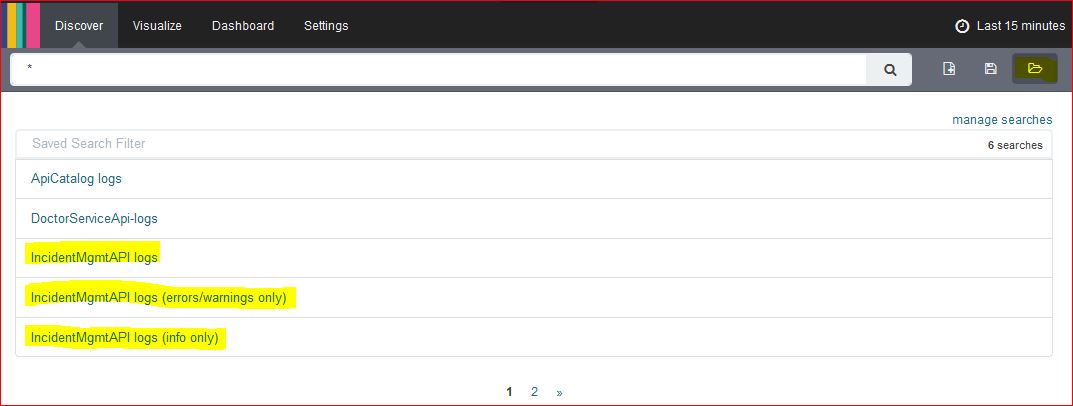 Discover Visualize Dashboard Settings Last 15 minutes
*
manage searches
Saved Search Filter 6 searches
ApiCatalog logs
DoctorServiceApi-logs
IncidentMgmtAPI logs
IncidentMgmtAPI logs (errors/warnings only)
IncidentMgmtAPI logs (info only)
1 2 »